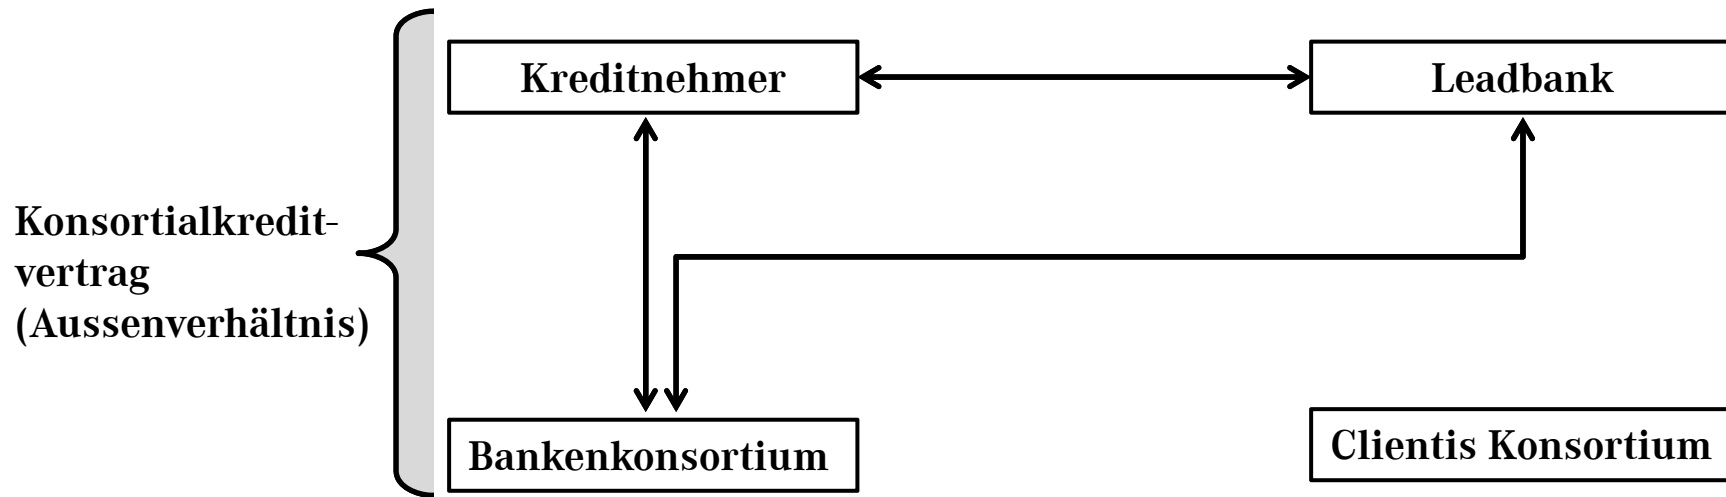 Kreditnehmer
Leadbank
Konsortialkredit-
vertrag
(Aussenverhältnis)
Bankenkonsortium
Clientis Konsortium